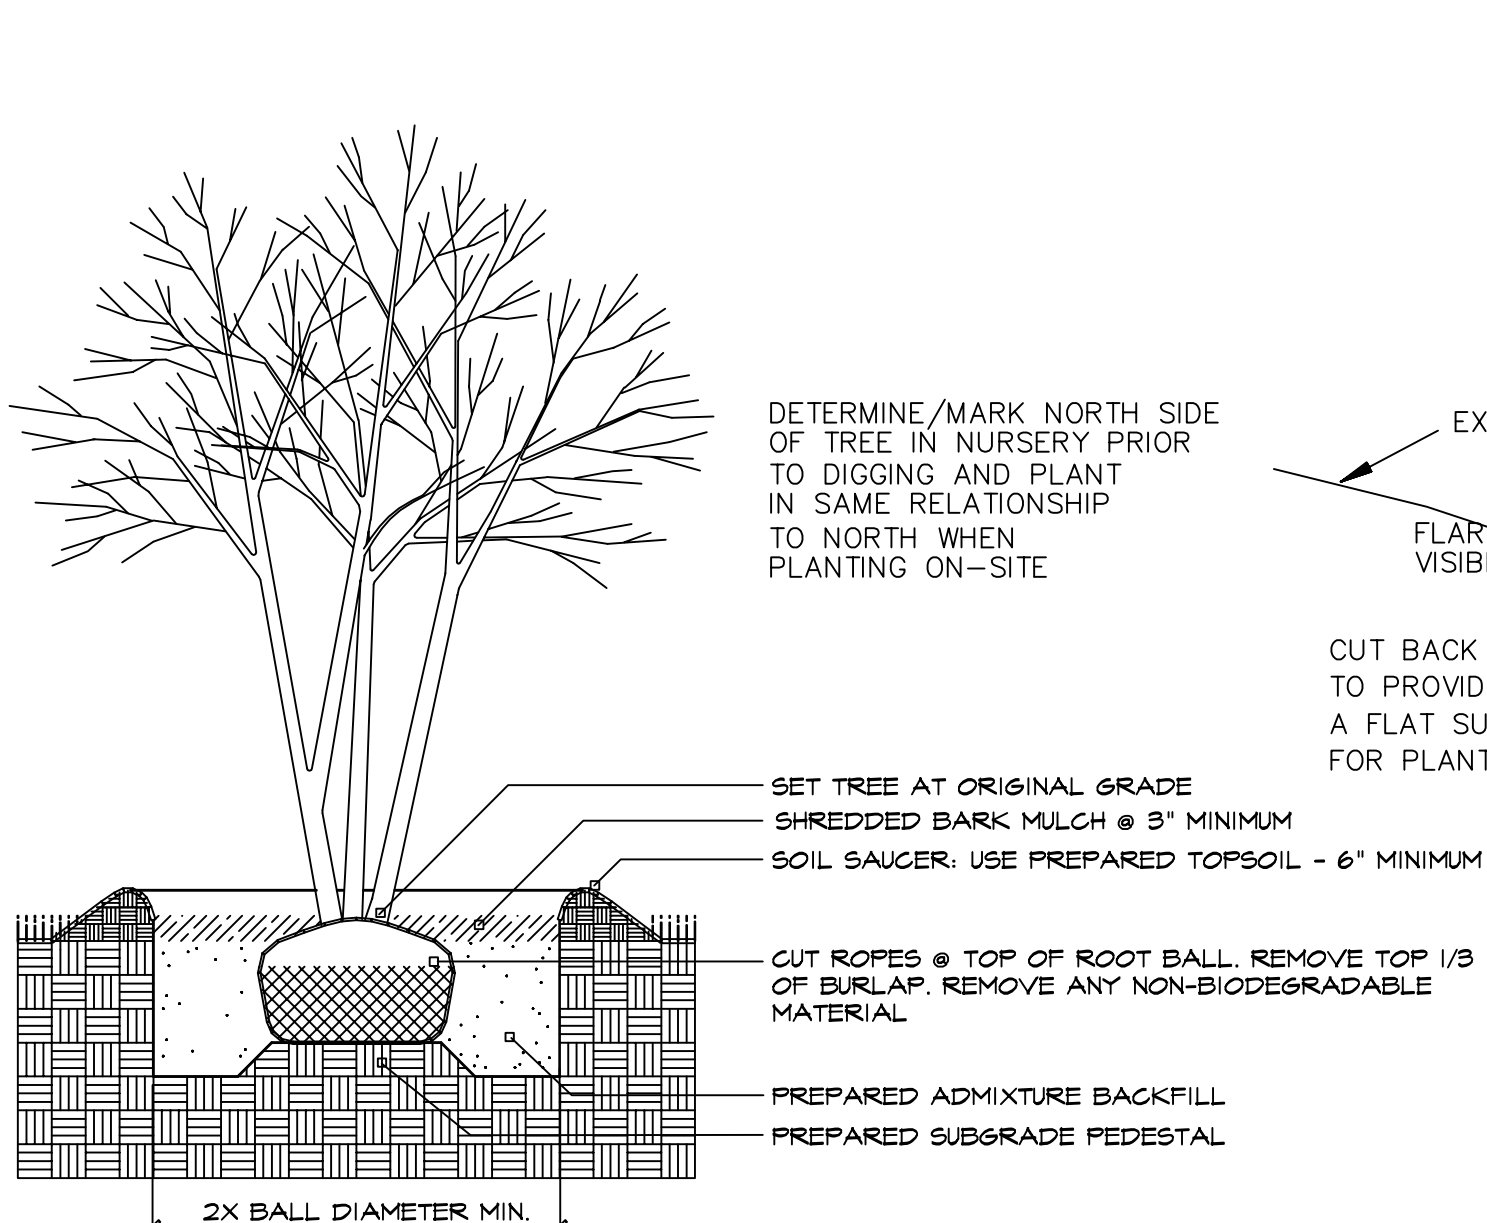 DETERMINE/MARK NORTH SIDE
OF TREE IN NURSERY PRIOR
TO DIGGING AND PLANT
IN SAME RELATIONSHIP
TO NORTH WHEN
PLANTING ON-SITE
EX
FLAR
VISIB
CUT BACK
TO PROVID
A FLAT SU
FOR PLANT
SET TREE AT ORIGINAL GRADE
SHREDDED BARK MULCH @ 3" MINIMUM
SOIL SAUCER: USE PREPARED TOPSOIL - 6" MINIMUM
CUT ROPES @ TOP OF ROOT BALL. REMOVE TOP 1/3
OF BURLAP. REMOVE ANY NON-BIODEGRADABLE
MATERIAL
PREPARED ADMIXTURE BACKFILL
PREPARED SUBGRADE PEDESTAL
2X BALL DIAMETER MIN.